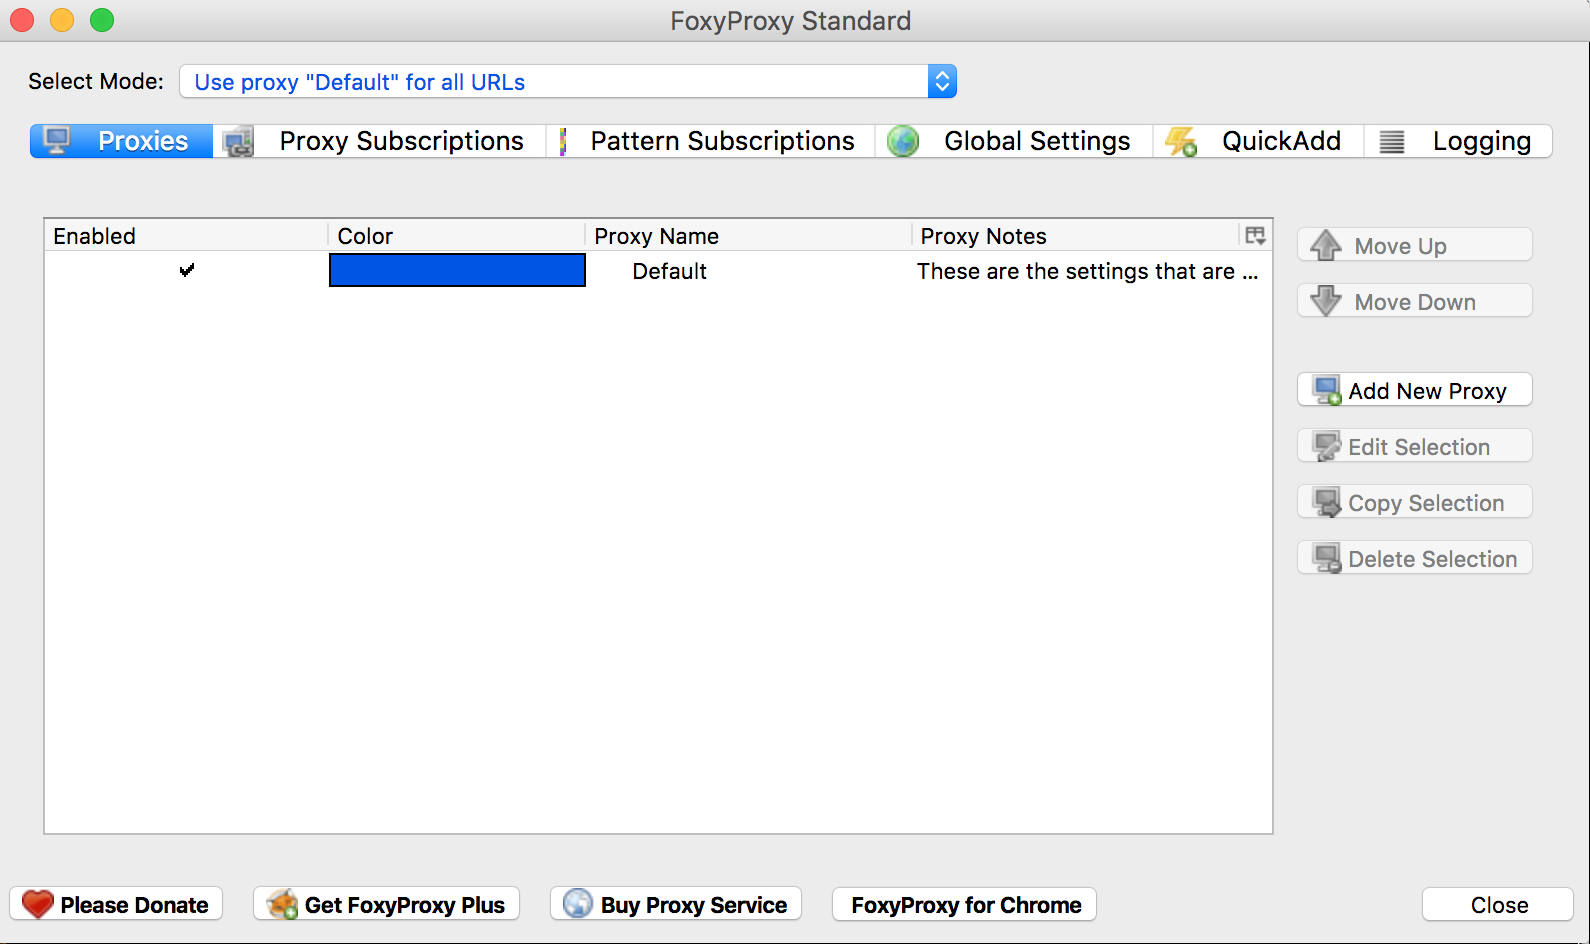 FoxyProxy Standard
Select Mode: Use proxy "Default" for all URLs
Proxies Proxy Subscriptions Pattern Subscriptions Global Settings QuickAdd Logging
Enabled Color Proxy Name Proxy Notes
Default These are the settings that are ...
Move Up
Move Down
Add New Proxy
Edit Selection
Copy Selection
Delete Selection
Please Donate Get FoxyProxy Plus Buy Proxy Service FoxyProxy for Chrome Close